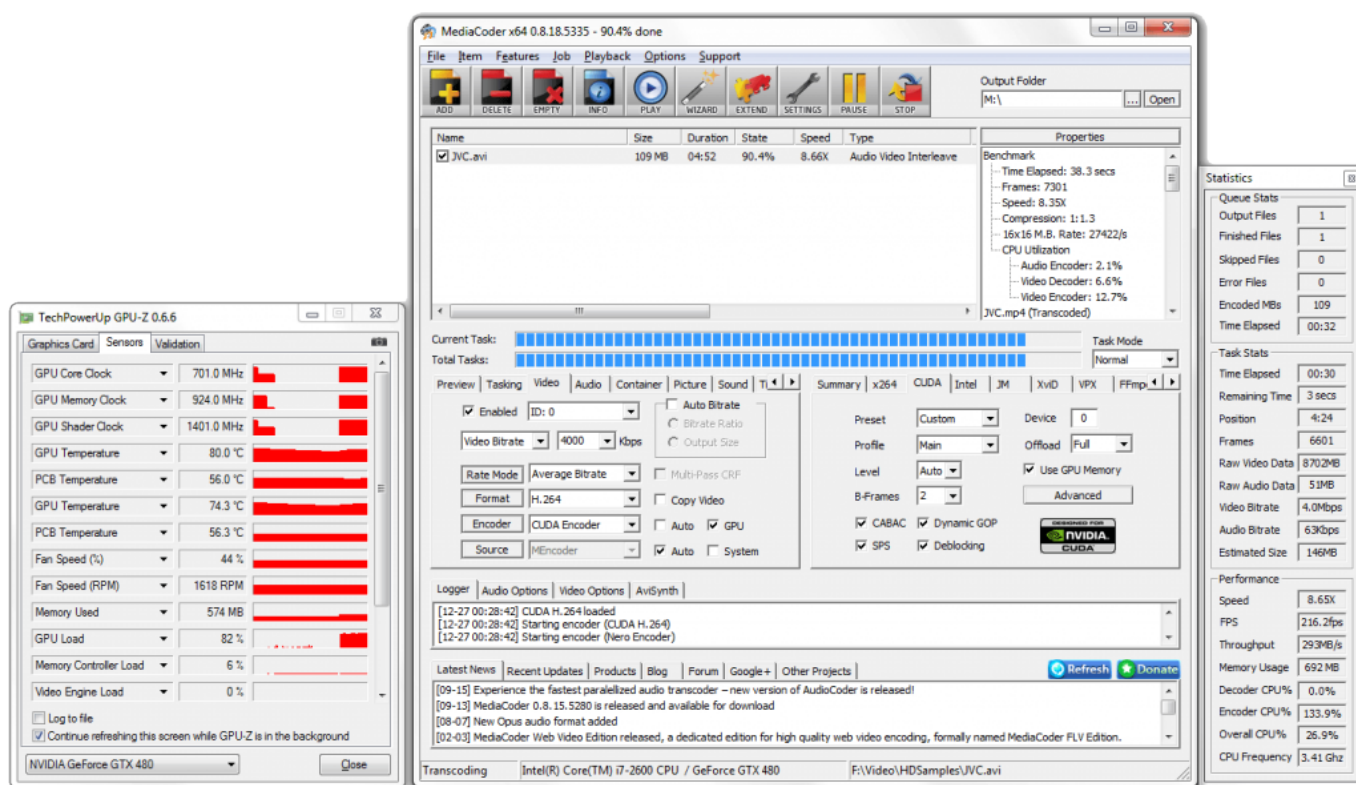 MediaCoder x64 0.8.18.5335 - 90.4% done
File Item Features Job Playback Options Support
ADD DELETE EMPTY INFO PLAY WIZARD EXTEND SETTINGS PAUSE STOP
Output Folder
M:\ ... Open
Name Size Duration State Speed Type
JVC.avi 109 MB 04:52 90.4% 8.66X Audio Video Interleave
Properties
Benchmark
Time Elapsed: 38.3 secs
Frames: 7301
Speed: 8.35X
Compression: 1:1.3
16x16 M.B. Rate: 27422/s
CPU Utilization
Audio Encoder: 2.1%
Video Decoder: 6.6%
Video Encoder: 12.7%
JVC.mp4 (Transcoded)
Current Task:
Total Tasks:
Task Mode
Normal
Preview Tasking Video Audio Container Picture Sound
Enabled ID: 0
Auto Bitrate
Bitrate Ratio
Output Size
Video Bitrate 4000 Kbps
Rate Mode Average Bitrate Multi-Pass CRF
Format H.264 Copy Video
Encoder CUDA Encoder Auto GPU
Source MEncoder Auto System
Summary x264 CUDA Intel JM XviD VPX FFmp
Preset Custom Device 0
Profile Main Offload Full
Level Auto Use GPU Memory
B-Frames 2 Advanced
CABAC Dynamic GOP
SPS Deblocking
DESIGNED FOR
NVIDIA.
CUDA
Logger Audio Options Video Options AviSynth
[12-27 00:28:42] CUDA H.264 loaded
[12-27 00:28:42] Starting encoder (CUDA H.264)
[12-27 00:28:42] Starting encoder (Nero Encoder)
Latest News Recent Updates Products Blog Forum Google+ Other Projects Refresh Donate
[09-15] Experience the fastest paralellized audio transcoder – new version of AudioCoder is released!
[09-13] MediaCoder 0.8.15.5280 is released and available for download
[08-07] New Opus audio format added
[02-03] MediaCoder Web Video Edition released, a dedicated edition for high quality web video encoding, formally named MediaCoder FLV Edition.
Transcoding Intel(R) Core(TM) i7-2600 CPU / GeForce GTX 480 F:\Video\HDSamples\JVC.avi
TechPowerUp GPU-Z 0.6.6
Graphics Card Sensors Validation
GPU Core Clock 701.0 MHz
GPU Memory Clock 924.0 MHz
GPU Shader Clock 1401.0 MHz
GPU Temperature 80.0 °C
PCB Temperature 56.0 °C
GPU Temperature 74.3 °C
PCB Temperature 56.3 °C
Fan Speed (%) 44 %
Fan Speed (RPM) 1618 RPM
Memory Used 574 MB
GPU Load 82 %
Memory Controller Load 6 %
Video Engine Load 0 %
Log to file
Continue refreshing this screen while GPU-Z is in the background
NVIDIA GeForce GTX 480 Close
Statistics
Queue Stats
Output Files 1
Finished Files 1
Skipped Files 0
Error Files 0
Encoded MBs 109
Time Elapsed 00:32
Task Stats
Time Elapsed 00:30
Remaining Time 3 secs
Position 4:24
Frames 6601
Raw Video Data 8702MB
Raw Audio Data 51MB
Video Bitrate 4.0Mbps
Audio Bitrate 63Kbps
Estimated Size 146MB
Performance
Speed 8.65X
FPS 216.2fps
Throughput 293MB/s
Memory Usage 692 MB
Decoder CPU% 0.0%
Encoder CPU% 133.9%
Overall CPU% 26.9%
CPU Frequency 3.41 Ghz